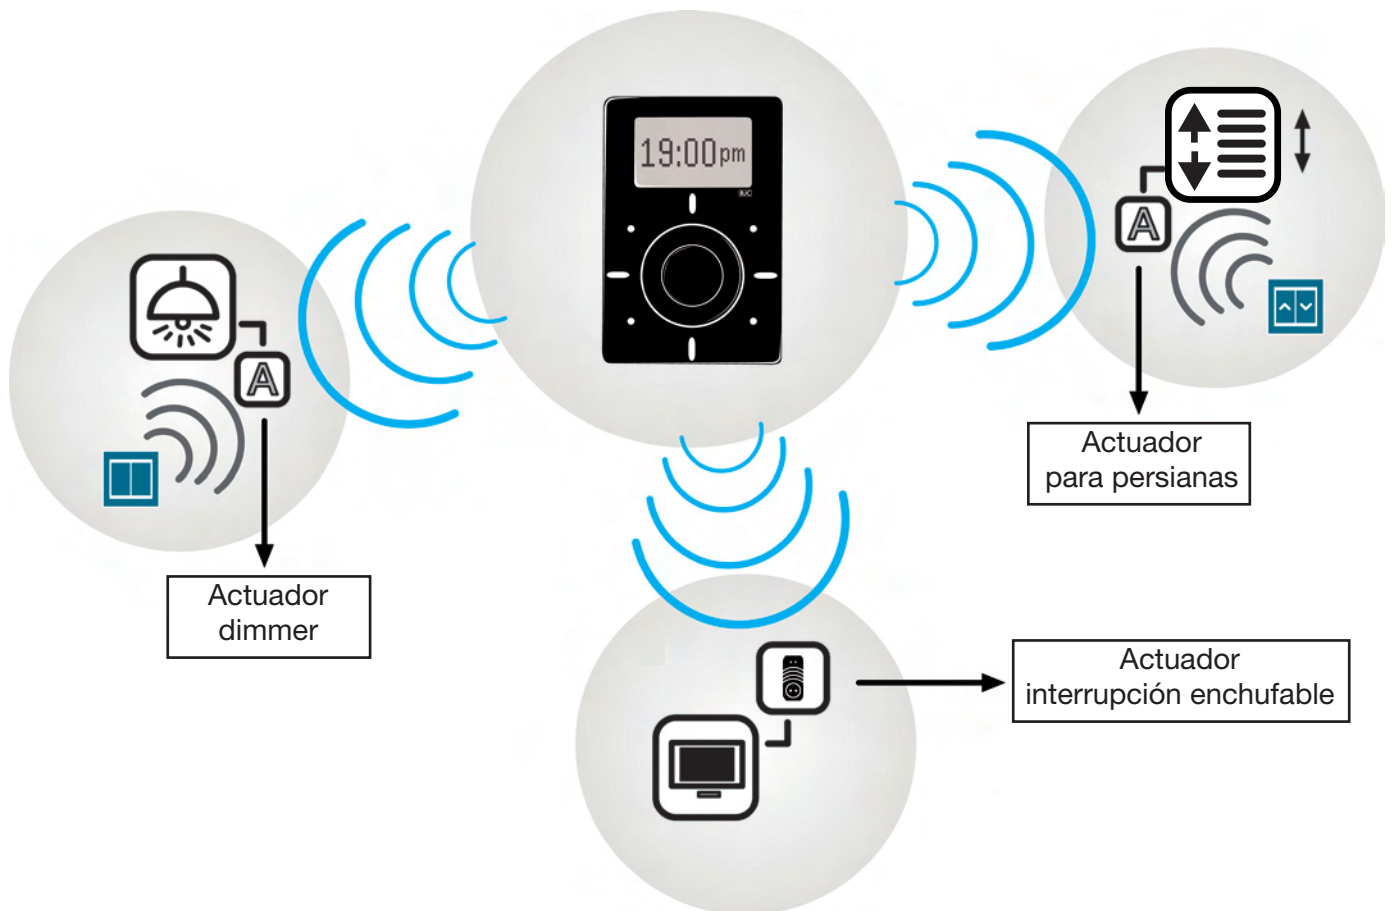 19:00pm
A
A
Actuador
para persianas
Actuador
dimmer
Actuador
interrupción enchufable